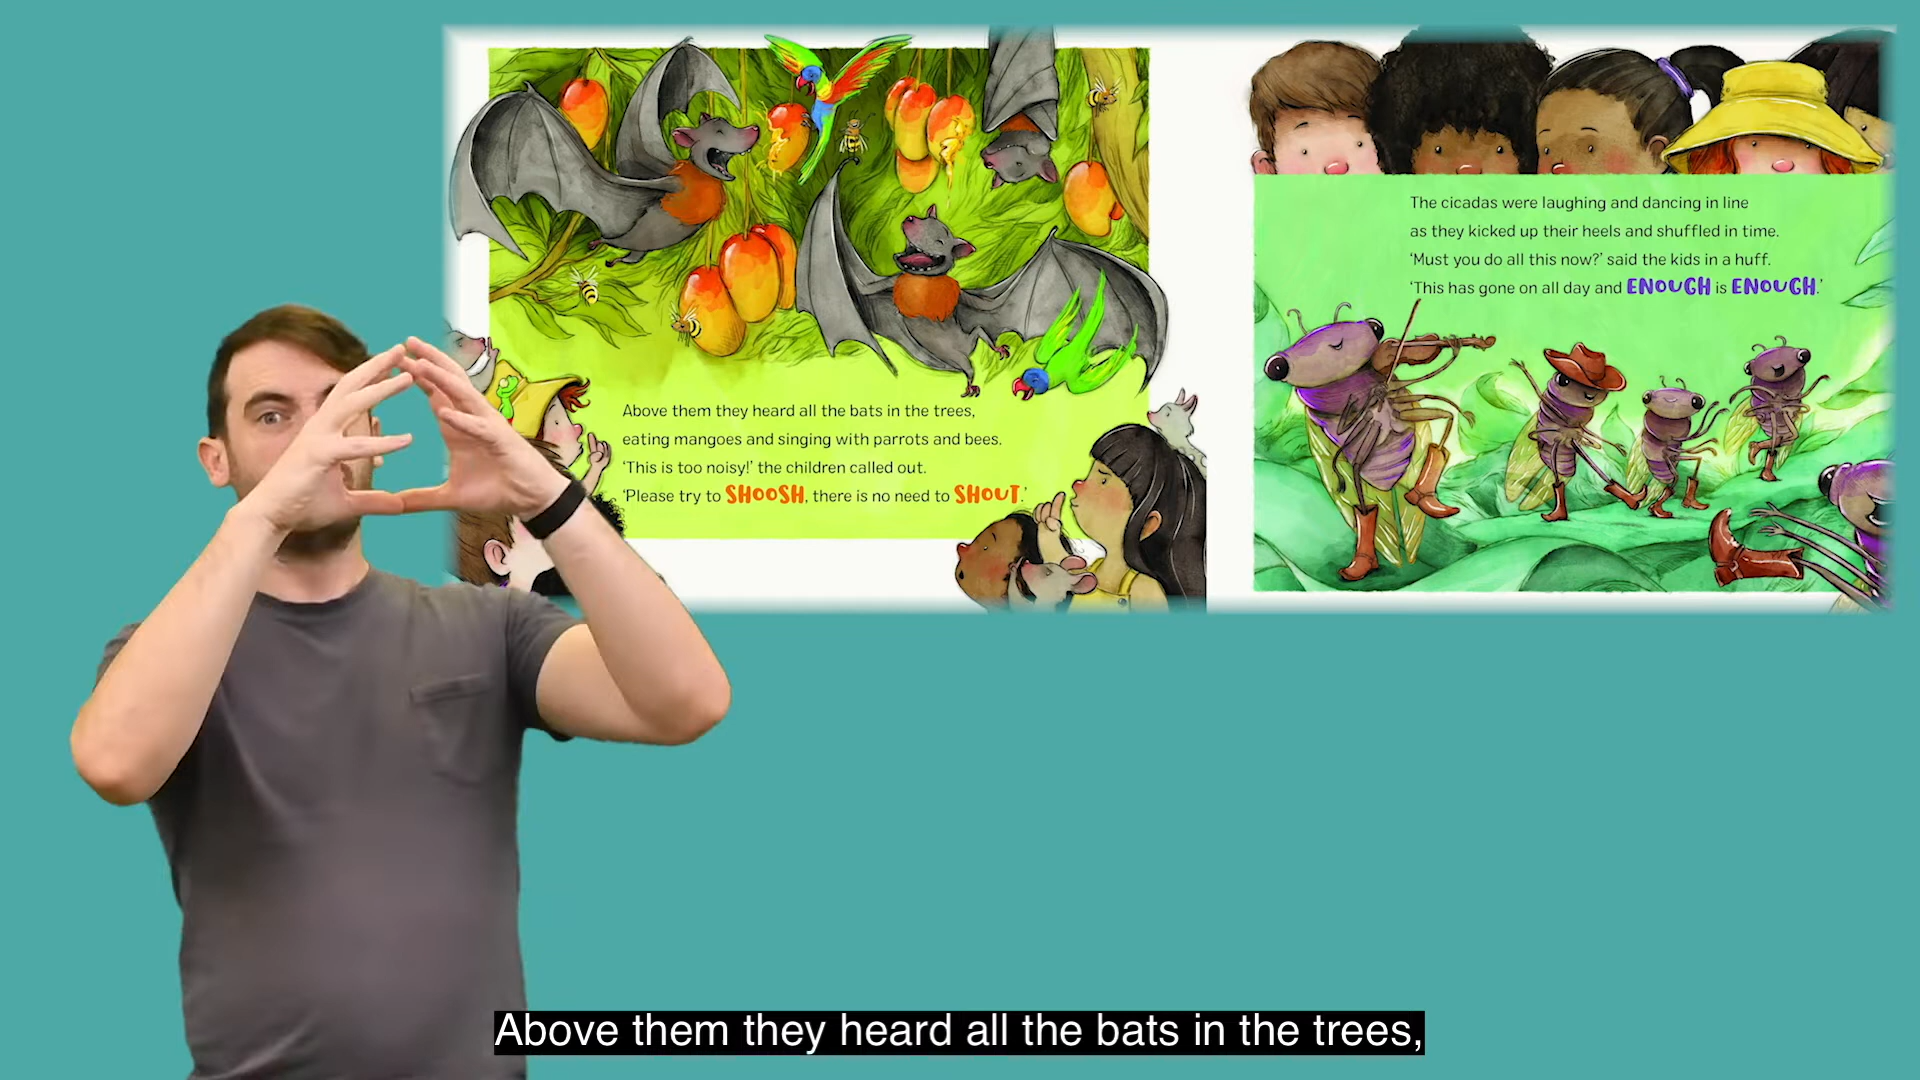 Above them they heard all the bats in the trees,
eating mangoes and singing with parrots and bees.
‘This is too noisy!’ the children called out.
‘Please try to SHOOSH, there is no need to SHOUT.’
The cicadas were laughing and dancing in line
as they kicked up their heels and shuffled in time.
‘Must you do all this now?’ said the kids in a huff.
‘This has gone on all day and ENOUGH is ENOUGH.’
Above them they heard all the bats in the trees,